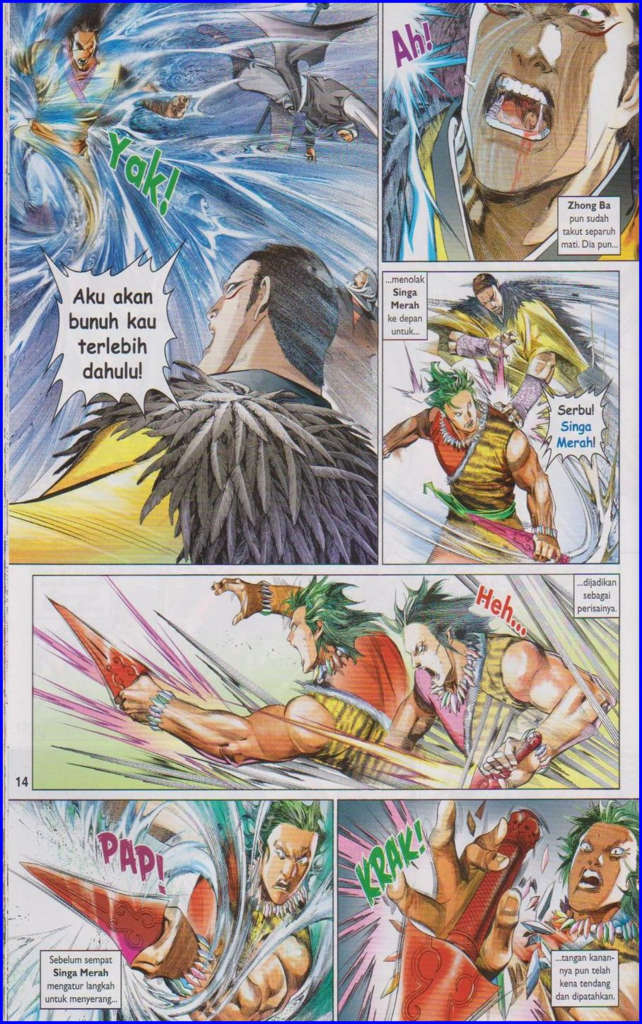 Yak!
Aku akan
bunuh kau
terlebih
dahulu!
Ah!
Zhong Ba
pun sudah
takut separuh
mati. Dia pun...
...menolak
Singa
Merah
ke depan
untuk...
Serbu!
Singa
Merah!
...dijadikan
sebagai
perisainya.
Heh...
14
PAP!
Sebelum sempat
Singa Merah
mengatur langkah
untuk menyerang...
KRAK!
...tangan kanan-
nya pun telah
kena tendang
dan dipatahkan.